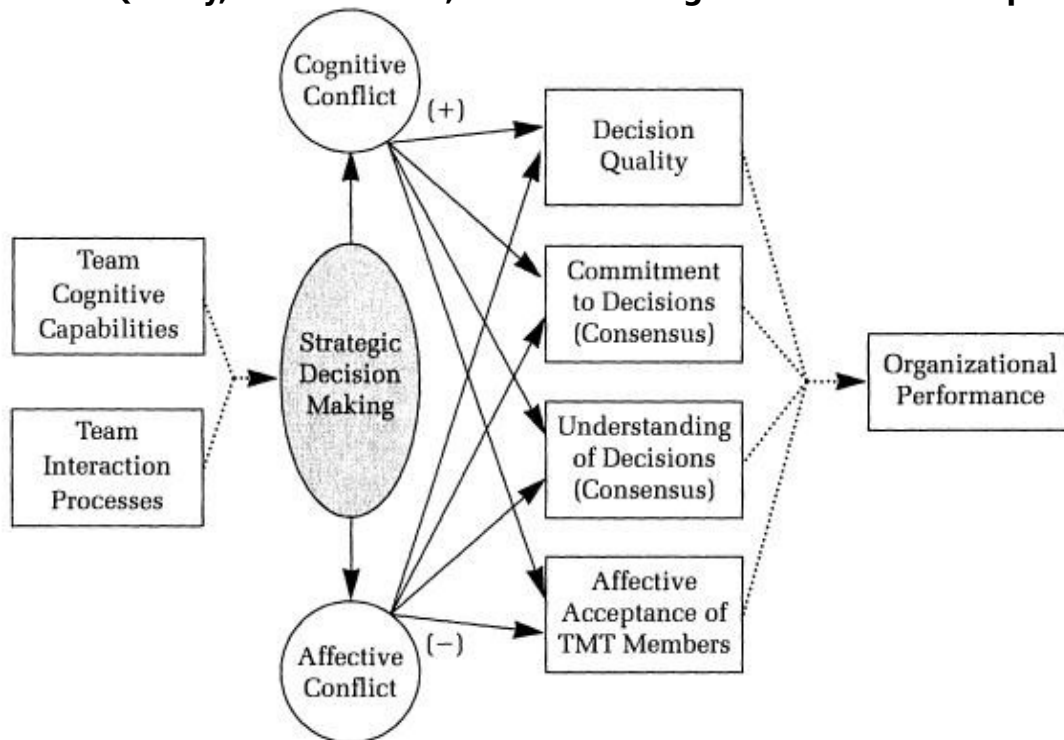 Cognitive
Conflict
(+)
Decision
Quality
Team
Cognitive
Capabilities
Strategic
Decision
Making
Commitment
to Decisions
(Consensus)
Organizational
Performance
Team
Interaction
Processes
Understanding
of Decisions
(Consensus)
Affective
Conflict
(−)
Affective
Acceptance of
TMT Members